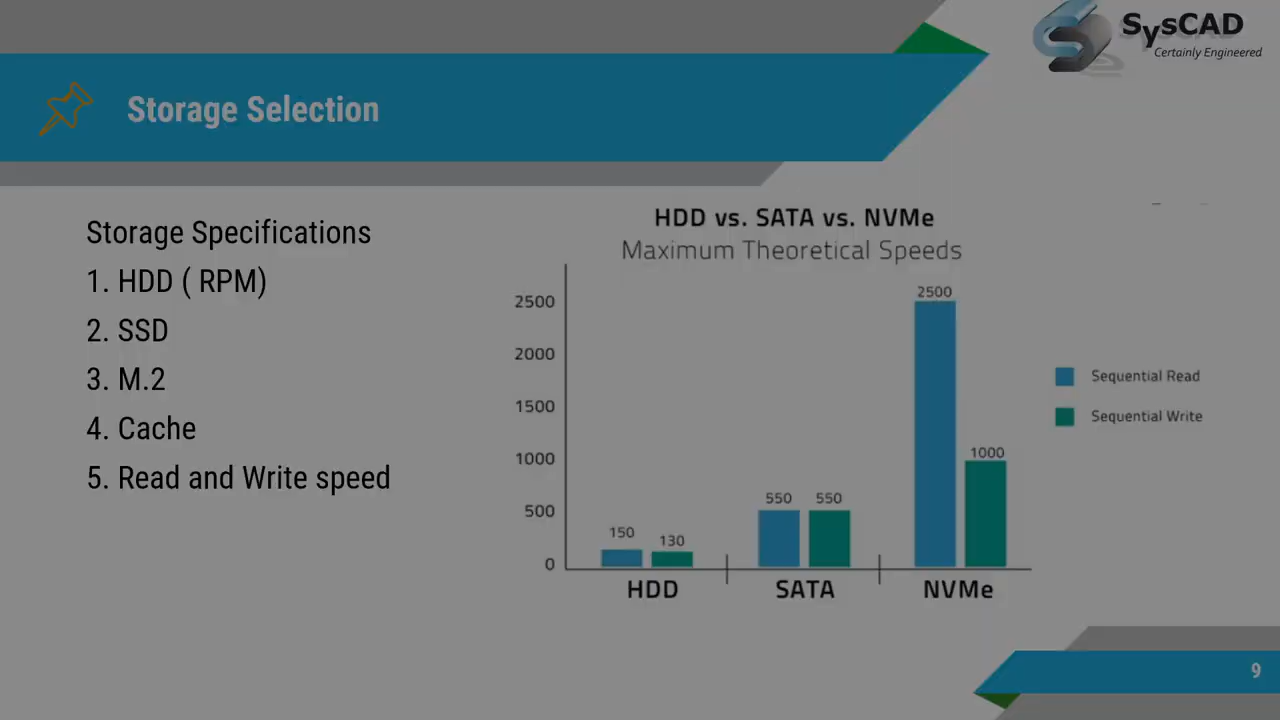 SysCAD
Certainly Engineered
Storage Selection
Storage Specifications
1. HDD ( RPM)
2. SSD
3. M.2
4. Cache
5. Read and Write speed
HDD vs. SATA vs. NVMe
Maximum Theoretical Speeds
2500
2000
1500
1000
500
0
150
130
550
550
2500
1000
HDD
SATA
NVMe
Sequential Read
Sequential Write
9